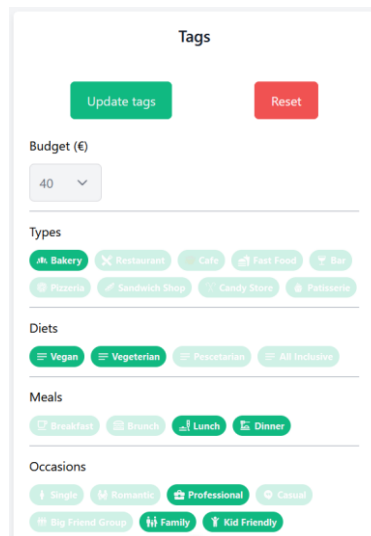 Tags
Update tags Reset
Budget (€)
40
Types
Bakery Restaurant Cafe Fast Food Bar
Pizzeria Sandwich Shop Candy Store Patisserie
Diets
Vegan Vegeterian Pescetarian All Inclusive
Meals
Breakfast Brunch Lunch Dinner
Occasions
Single Romantic Professional Casual
Big Friend Group Family Kid Friendly